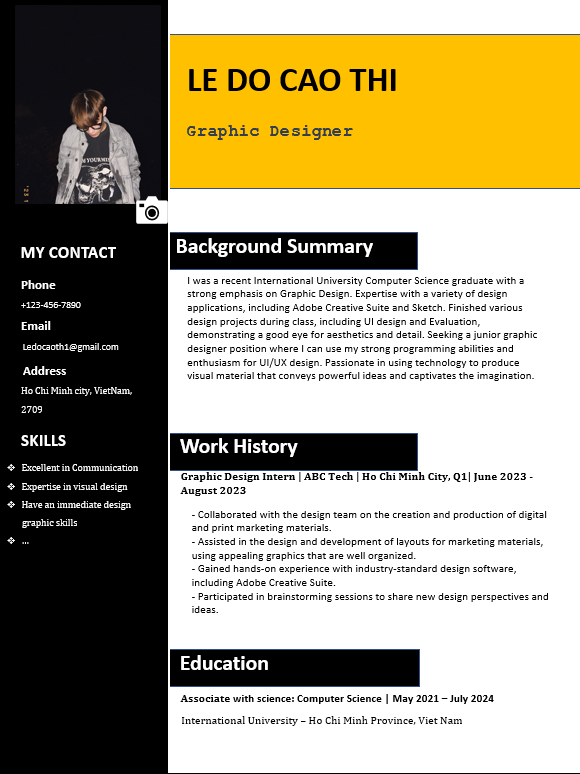 LE DO CAO THI
Graphic Designer
MY CONTACT
Phone
+123-456-7890
Email
Ledocaoth1@gmail.com
Address
Ho Chi Minh city, VietNam,
2709
SKILLS
❖ Excellent in Communication
❖ Expertise in visual design
❖ Have an immediate design
graphic skills
❖ ...
Background Summary
I was a recent International University Computer Science graduate with a
strong emphasis on Graphic Design. Expertise with a variety of design
applications, including Adobe Creative Suite and Sketch. Finished various
design projects during class, including UI design and Evaluation,
demonstrating a good eye for aesthetics and detail. Seeking a junior graphic
designer position where I can use my strong programming abilities and
enthusiasm for UI/UX design. Passionate in using technology to produce
visual material that conveys powerful ideas and captivates the imagination.
Work History
Graphic Design Intern | ABC Tech | Ho Chi Minh City, Q1| June 2023 -
August 2023
- Collaborated with the design team on the creation and production of digital
and print marketing materials.
- Assisted in the design and development of layouts for marketing materials,
using appealing graphics that are well organized.
- Gained hands-on experience with industry-standard design software,
including Adobe Creative Suite.
- Participated in brainstorming sessions to share new design perspectives and
ideas.
Education
Associate with science: Computer Science | May 2021 – July 2024
International University – Ho Chi Minh Province, Viet Nam